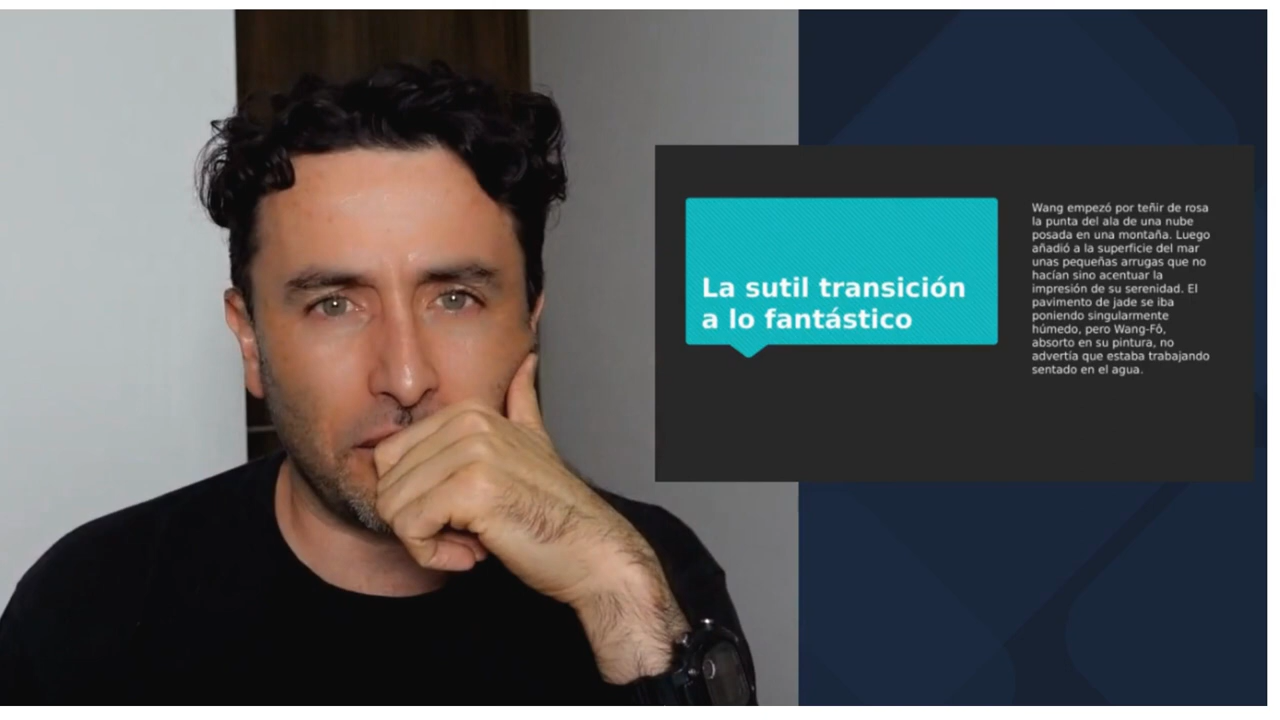 La sutil transición
a lo fantástico
Wang empezó por teñir de rosa
la punta del ala de una nube
posada en una montaña. Luego
añadió a la superficie del mar
unas pequeñas arrugas que no
hacían sino acentuar la
impresión de su serenidad. El
pavimento de jade se iba
poniendo singularmente
húmedo, pero Wang-Fô,
absorto en su pintura, no
advertía que estaba trabajando
sentado en el agua.